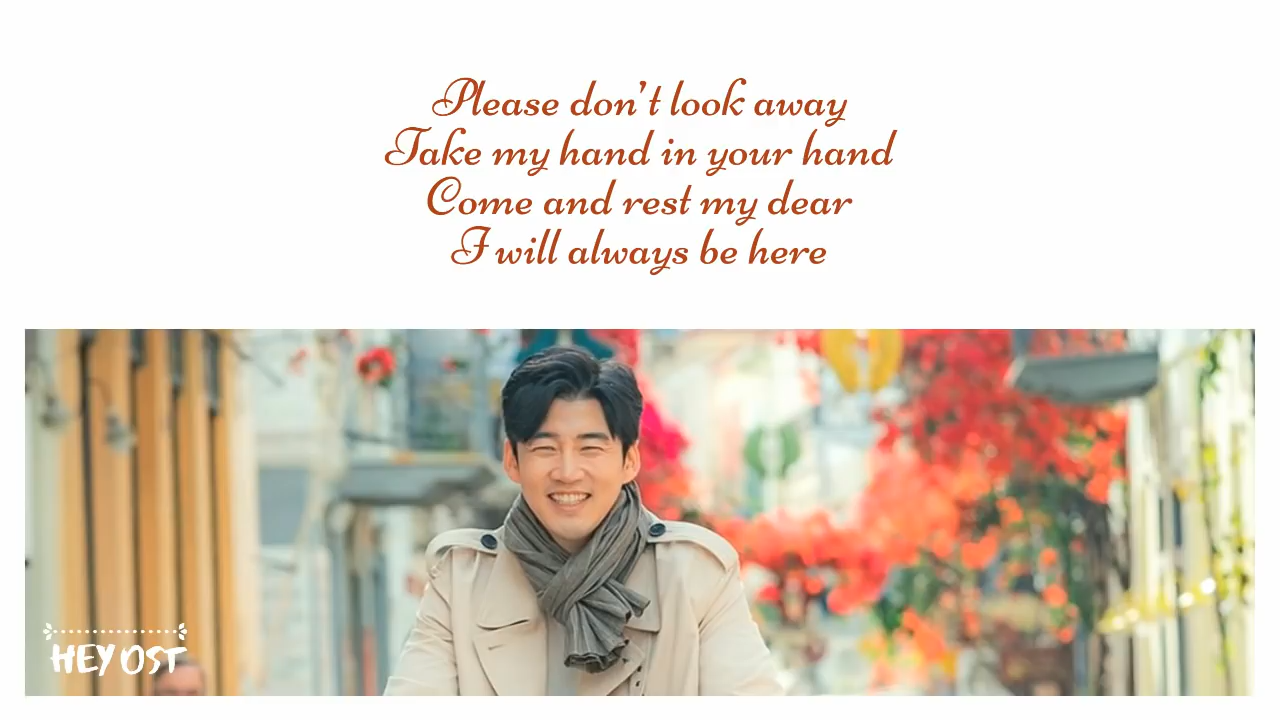 Please don't look away
Take my hand in your hand
Come and rest my dear
I will always be here
HEY OST